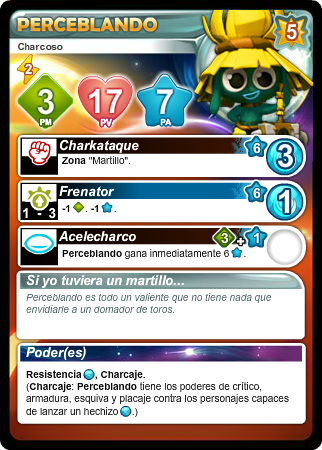 PERCEBLANDO
5
Charcoso
2
3
PM
17
PV
7
PA
Charkataque
6
3
Zona "Martillo".
Frenator
6
1
1 - 3
-1 . -1 .
Acelecharco
3 + 1
Perceblando gana inmediatamente 6 .
Si yo tuviera un martillo...
Perceblando es todo un valiente que no tiene nada que
envidiarle a un domador de toros.
Poder(es)
Resistencia , Charcaje.
(Charcaje: Perceblando tiene los poderes de crítico,
armadura, esquiva y placaje contra los personajes capaces
de lanzar un hechizo .)